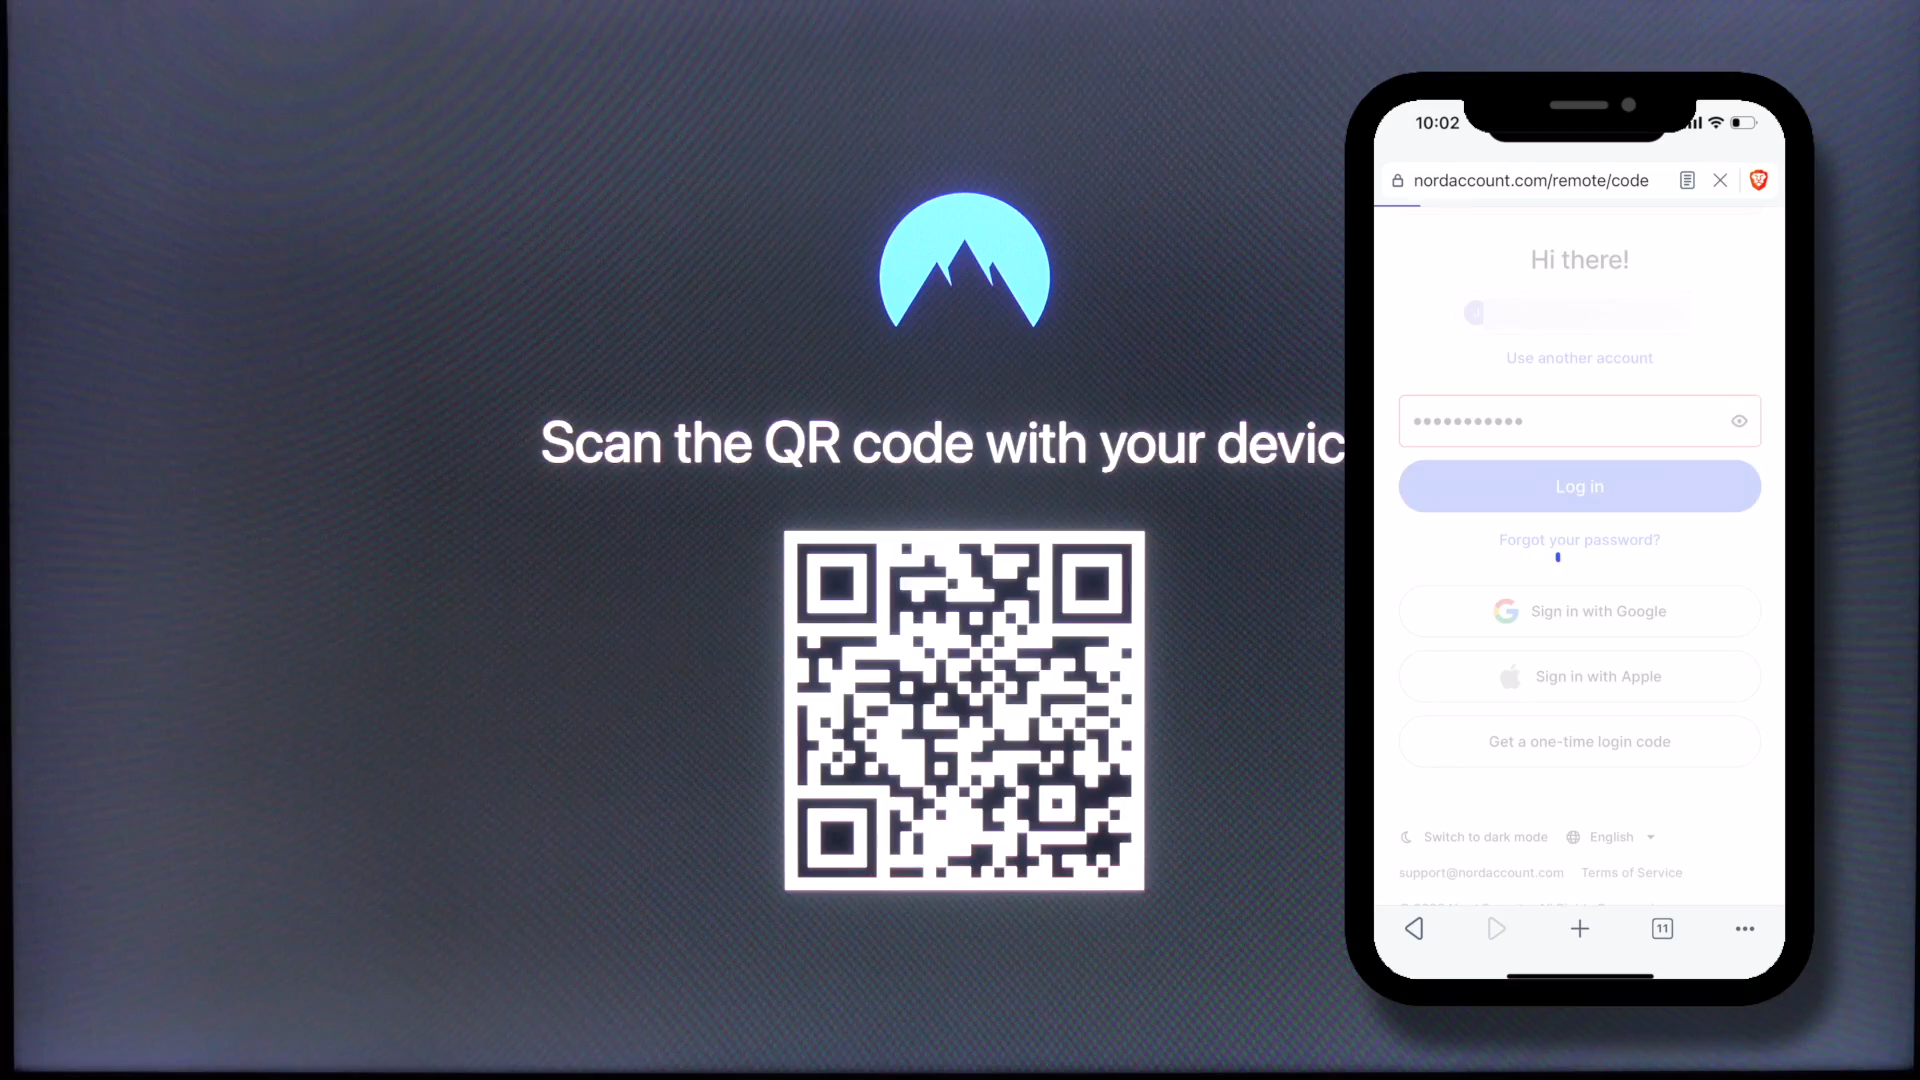 Scan the QR code with your devic
10:02
nordaccount.com/remote/code
Hi there!
Use another account
Log in
Forgot your password?
Sign in with Google
Sign in with Apple
Get a one-time login code
Switch to dark mode English
support@nordaccount.com Terms of Service
11